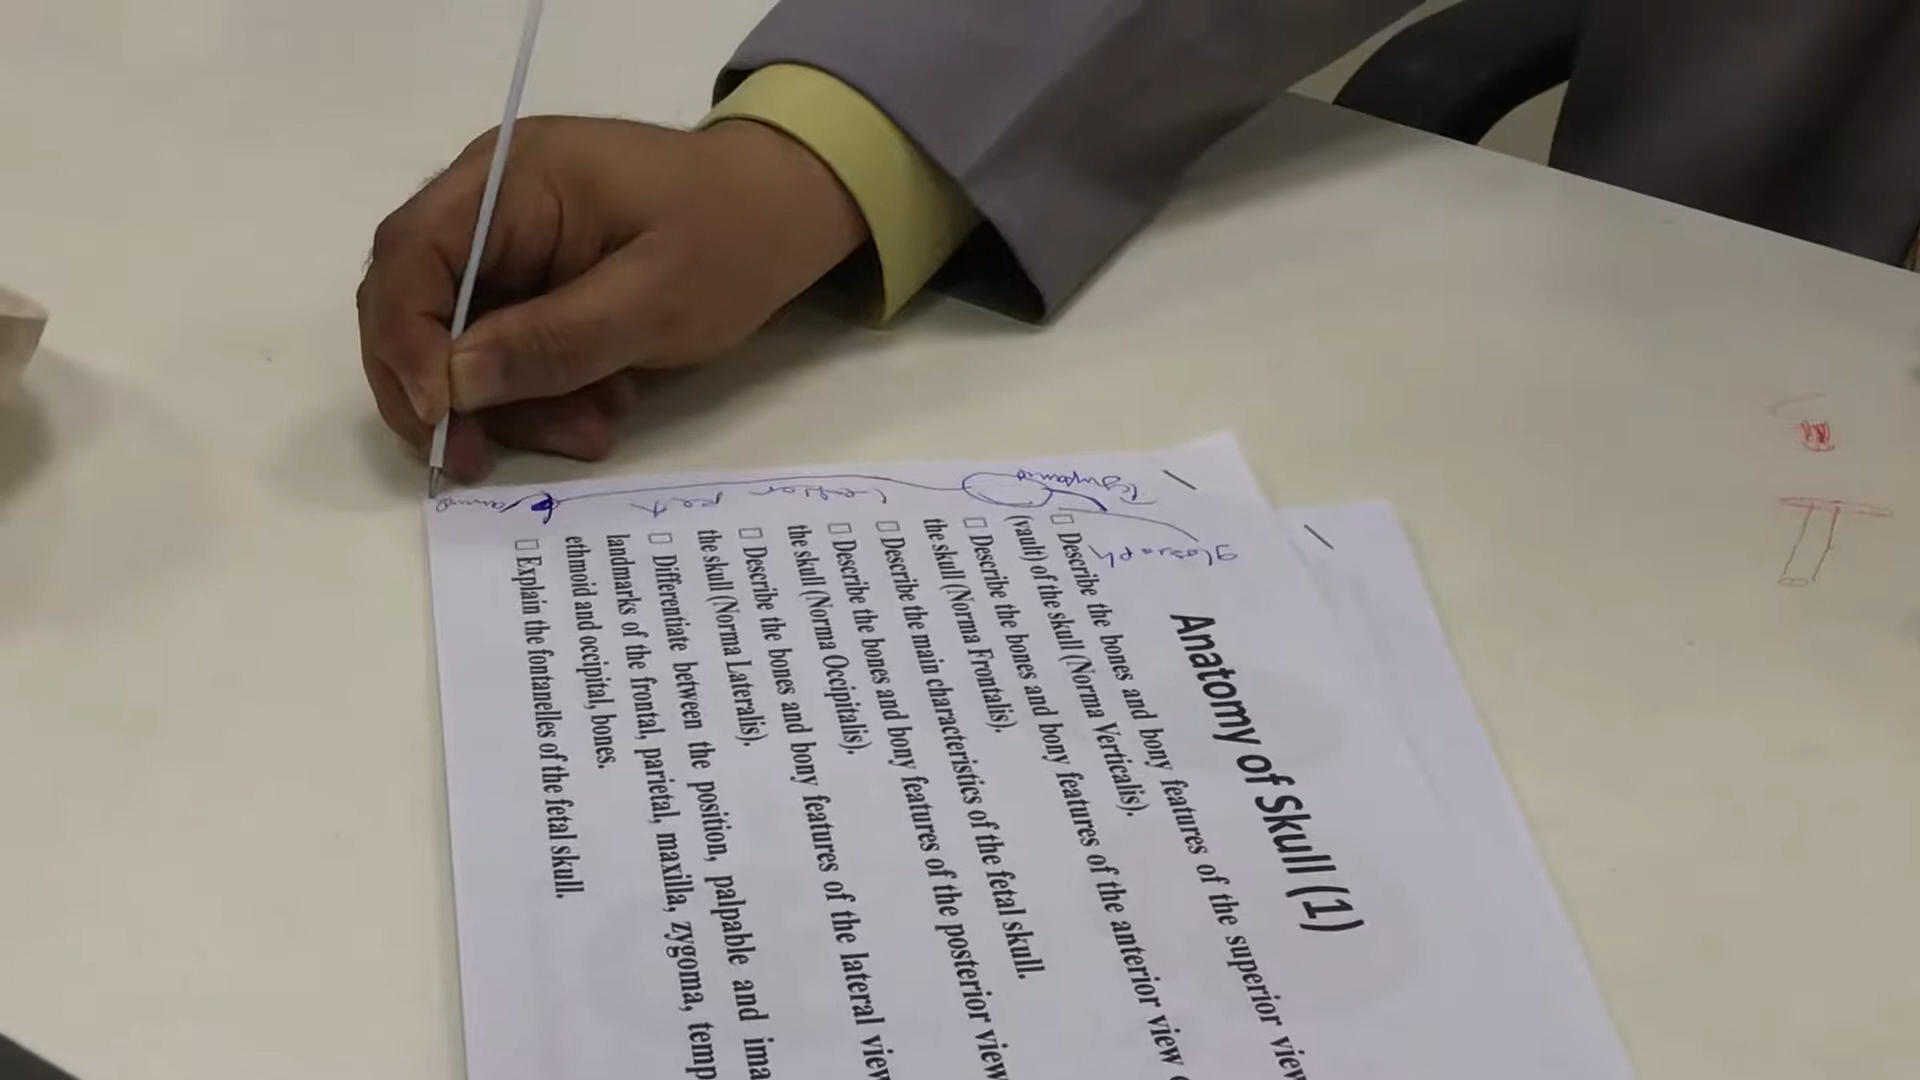 Anatomy of Skull (1)
▯ Describe the bones and bony features of the superior view
(vault) of the skull (Norma Verticalis).
▯ Describe the bones and bony features of the anterior view
the skull (Norma Frontalis).
▯ Describe the main characteristics of the fetal skull.
▯ Describe the bones and bony features of the posterior view
the skull (Norma Occipitalis).
▯ Describe the bones and bony features of the lateral view
the skull (Norma Lateralis).
▯ Differentiate between the position, palpable and ima
landmarks of the frontal, parietal, maxilla, zygoma, temp
ethmoid and occipital, bones.
▯ Explain the fontanelles of the fetal skull.
Lesser